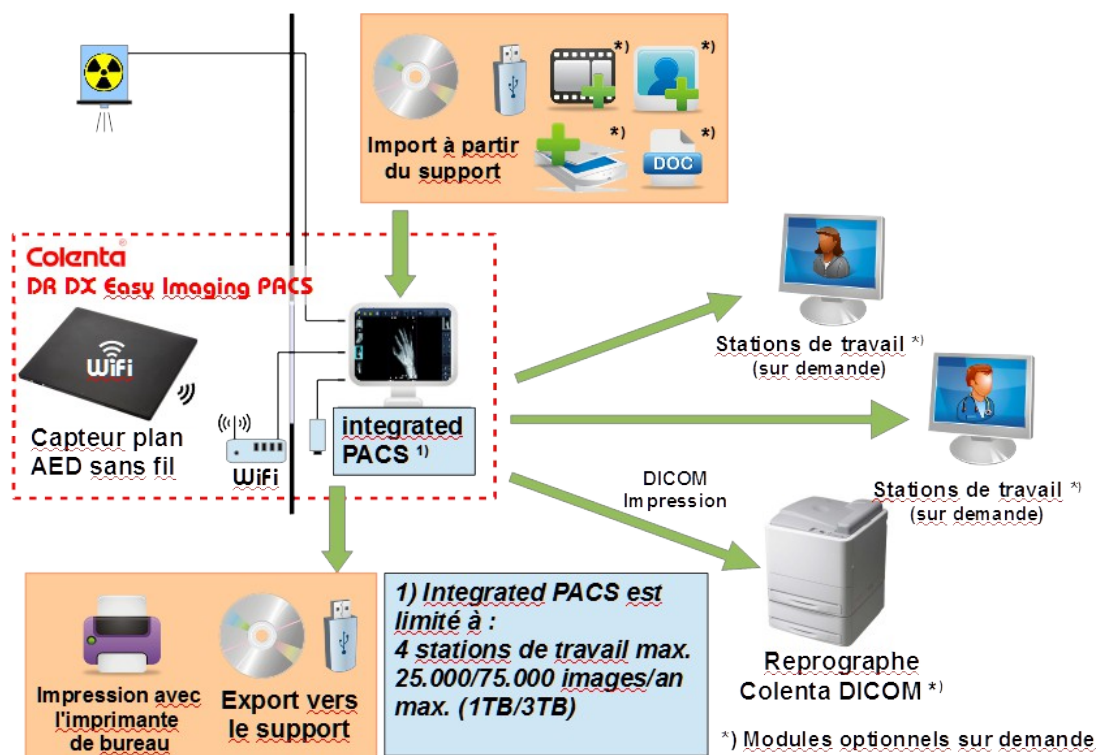 *)
*)
Import à partir
du support
*)
*)
DOC
Colenta®
DR DX Easy Imaging PACS
WiFi
Capteur plan
AED sans fil
WiFi
integrated
PACS 1)
Stations de travail *)
(sur demande)
Stations de travail *)
(sur demande)
DICOM
Impression
Reprographe
Colenta DICOM *)
Impression avec
l'imprimante
de bureau
Export vers
le support
1) Integrated PACS est
limité à :
4 stations de travail max.
25.000/75.000 images/an
max. (1TB/3TB)
*) Modules optionnels sur demande